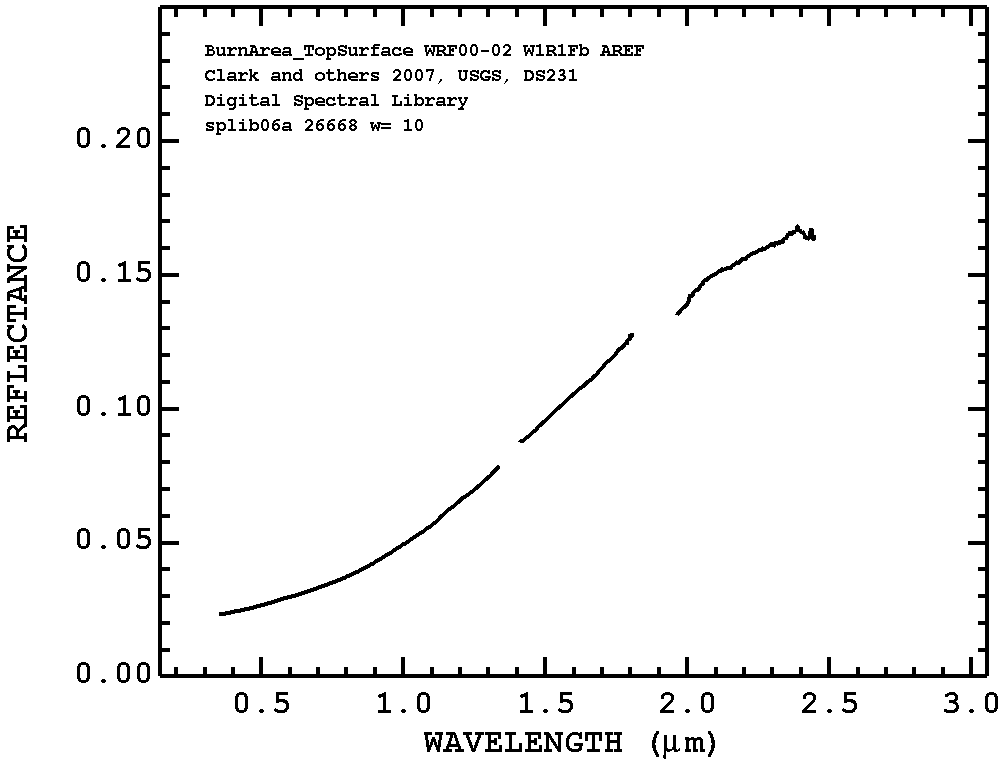 BurnArea_TopSurface WRF00-02 W1R1Fb AREF
Clark and others 2007, USGS, DS231
Digital Spectral Library
splib06a 26668 w= 10
REFLECTANCE
0.20
0.15
0.10
0.05
0.00
0.5 1.0 1.5 2.0 2.5 3.0
WAVELENGTH (μm)